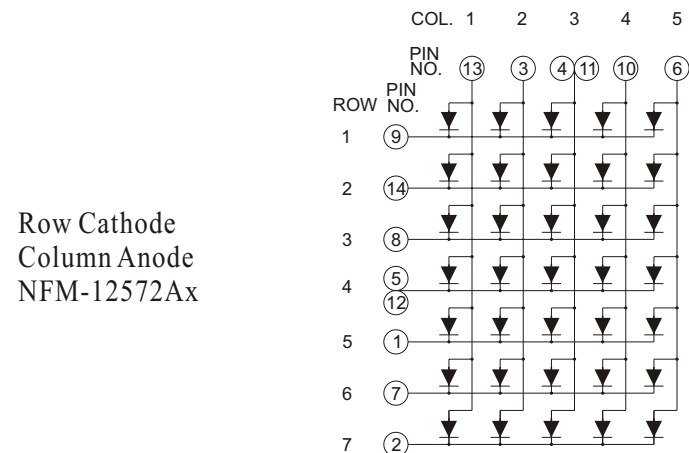 COL. 1 2 3 4 5
PIN
NO. 13 3 4 11 10 6
PIN
ROW NO.
1 9
2 14
3 8
4 5
12
5 1
6 7
7 2
Row Cathode
Column Anode
NFM-12572Ax